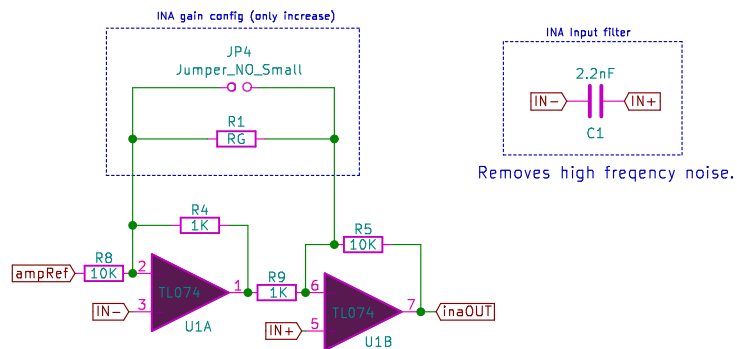 INA gain config (only increase)
JP4
Jumper_NO_Small
R1
RG
INA Input filter
2.2nF
IN-
IN+
C1
Removes high freqency noise.
R4
1K
R5
10K
ampRef
R8
10K
2
TL074
1
R9
1K
6
TL074
7
inaOUT
IN-
3
U1A
IN+
5
U1B